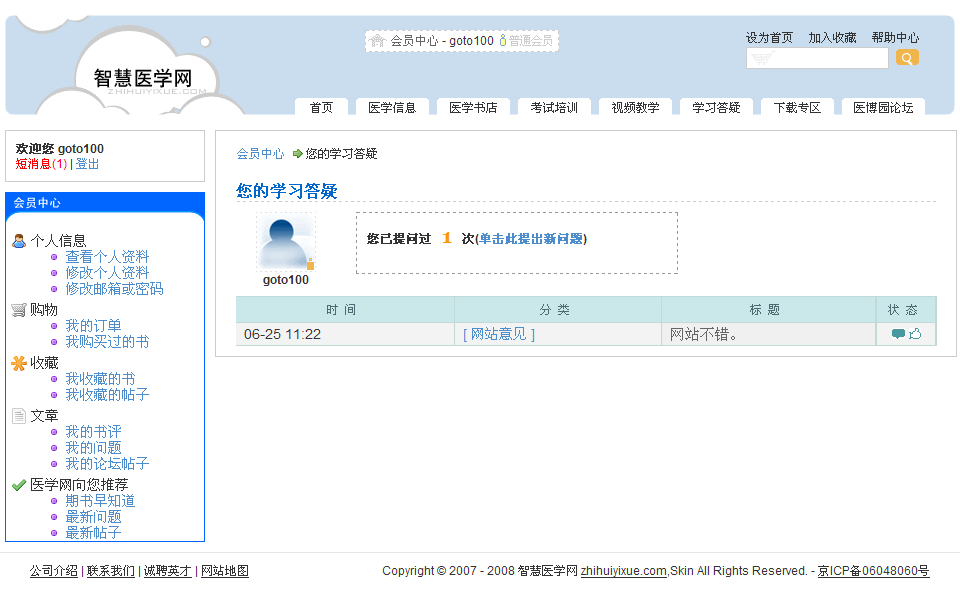 会员中心 - goto100 普通会员
设为首页 加入收藏 帮助中心
智慧医学网
ZHIHUIYIXUE.COM
首页 医学信息 医学书店 考试培训 视频教学 学习答疑 下载专区 医博园论坛
欢迎您 goto100
短消息(1) | 登出
会员中心
个人信息
查看个人资料
修改个人资料
修改邮箱或密码
购物
我的订单
我购买过的书
收藏
我收藏的书
我收藏的帖子
文章
我的书评
我的问题
我的论坛帖子
医学网向您推荐
期书早知道
最新问题
最新帖子
会员中心 您的学习答疑
您的学习答疑
goto100
您已提问过 1 次(单击此提出新问题)
时 间 分 类 标 题 状 态
06-25 11:22 [ 网站意见 ] 网站不错。
公司介绍 | 联系我们 | 诚聘英才 | 网站地图
Copyright © 2007 - 2008 智慧医学网 zhihuiyixue.com,Skin All Rights Reserved. - 京ICP备06048060号